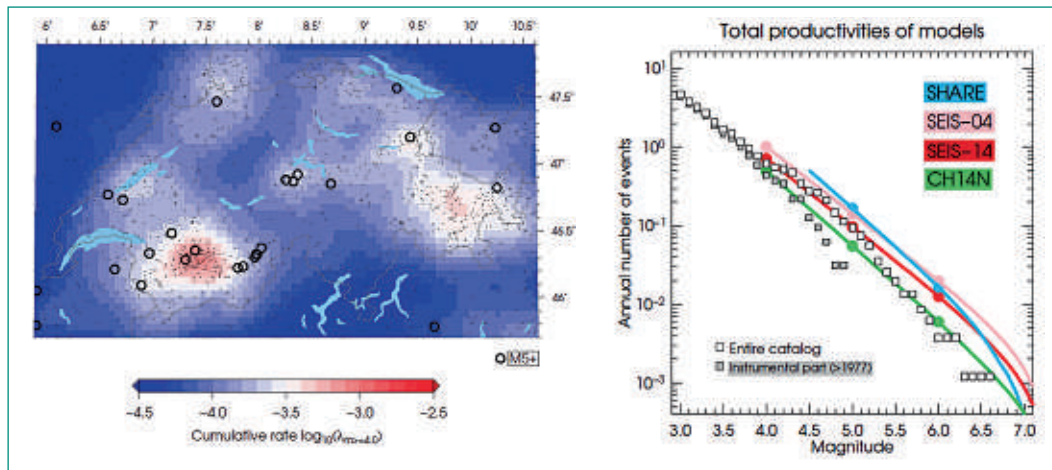 6.5° 7° 7.5° 8° 8.5° 9° 9.5° 10° 10.5°
47.5°
47°
46.5°
46°
M5+
−4.5 −4.0 −3.5 −3.0 −2.5
Cumulative rate log10(λm>=4.0)
Total productivities of models
10¹
10⁰
10⁻¹
10⁻²
10⁻³
Annual number of events
SHARE
SEIS−04
SEIS−14
CH14N
Entire catalog
Instrumental part (>1977)
3.0 3.5 4.0 4.5 5.0 5.5 6.0 6.5 7.0
Magnitude